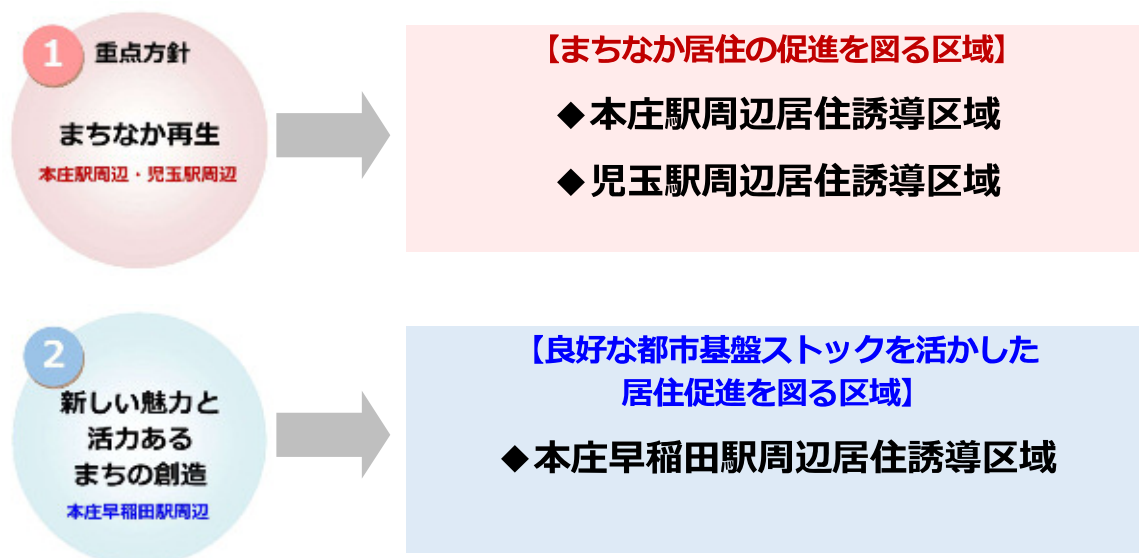 1
重点方針
まちなか再生
本庄駅周辺・児玉駅周辺
【まちなか居住の促進を図る区域】
◆本庄駅周辺居住誘導区域
◆児玉駅周辺居住誘導区域
2
新しい魅力と
活力ある
まちの創造
本庄早稲田駅周辺
【良好な都市基盤ストックを活かした
居住促進を図る区域】
◆本庄早稲田駅周辺居住誘導区域